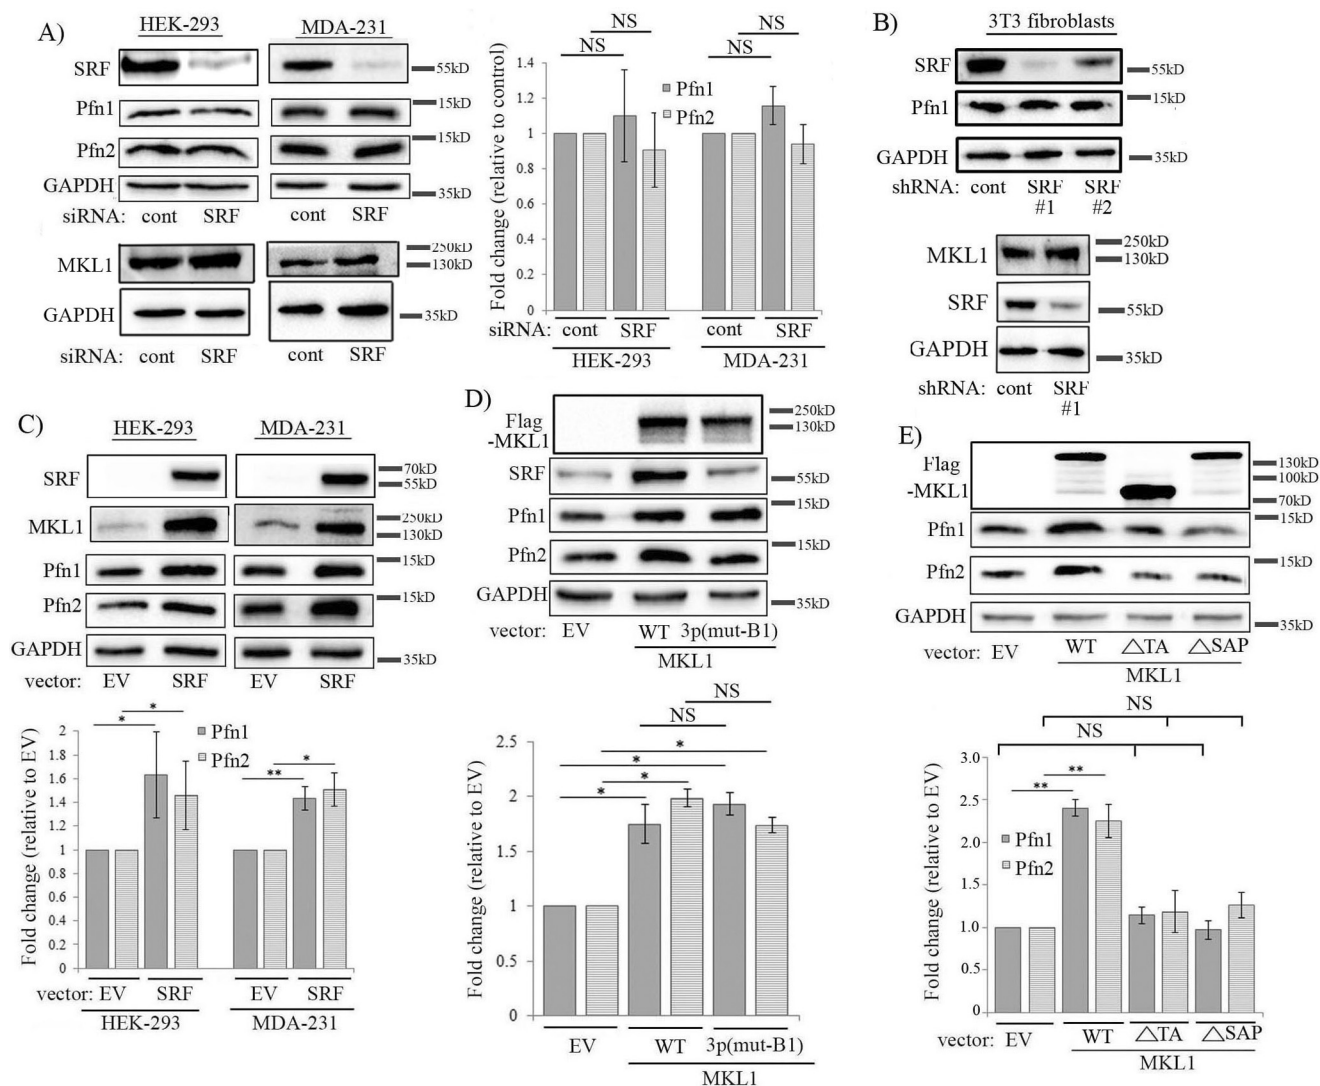 A)
HEK-293 MDA-231
SRF 55kD
Pfn1 15kD
Pfn2 15kD
GAPDH 35kD
siRNA: cont SRF cont SRF
MKL1 250kD
130kD
GAPDH 35kD
siRNA: cont SRF cont SRF
NS NS
NS NS
Fold change (relative to control)
1.4
1.2
1
0.8
0.6
0.4
0.2
0
Pfn1
Pfn2
siRNA: cont SRF cont SRF
HEK-293 MDA-231
B)
3T3 fibroblasts
SRF 55kD
Pfn1 15kD
GAPDH 35kD
shRNA: cont SRF SRF
#1 #2
MKL1 250kD
130kD
SRF 55kD
GAPDH 35kD
shRNA: cont SRF
#1
C)
HEK-293 MDA-231
SRF 70kD
55kD
MKL1 250kD
130kD
Pfn1 15kD
Pfn2 15kD
GAPDH 35kD
vector: EV SRF EV SRF
* *
** *
Fold change (relative to EV)
2
1.8
1.6
1.4
1.2
1
0.8
0.6
0.4
0.2
0
Pfn1
Pfn2
vector: EV SRF EV SRF
HEK-293 MDA-231
D)
Flag 250kD
-MKL1 130kD
SRF 55kD
Pfn1 15kD
Pfn2 15kD
GAPDH 35kD
vector: EV WT 3p(mut-B1)
MKL1
NS
NS
*
*
*
*
Fold change (relative to EV)
2.5
2
1.5
1
0.5
0
EV WT 3p(mut-B1)
MKL1
E)
Flag 130kD
-MKL1 100kD
70kD
Pfn1 15kD
Pfn2 15kD
GAPDH 35kD
vector: EV WT △TA △SAP
MKL1
NS
NS
**
**
Fold change (relative to EV)
3.0
2.5
2.0
1.5
1.0
0.5
0
Pfn1
Pfn2
vector: EV WT △TA △SAP
MKL1